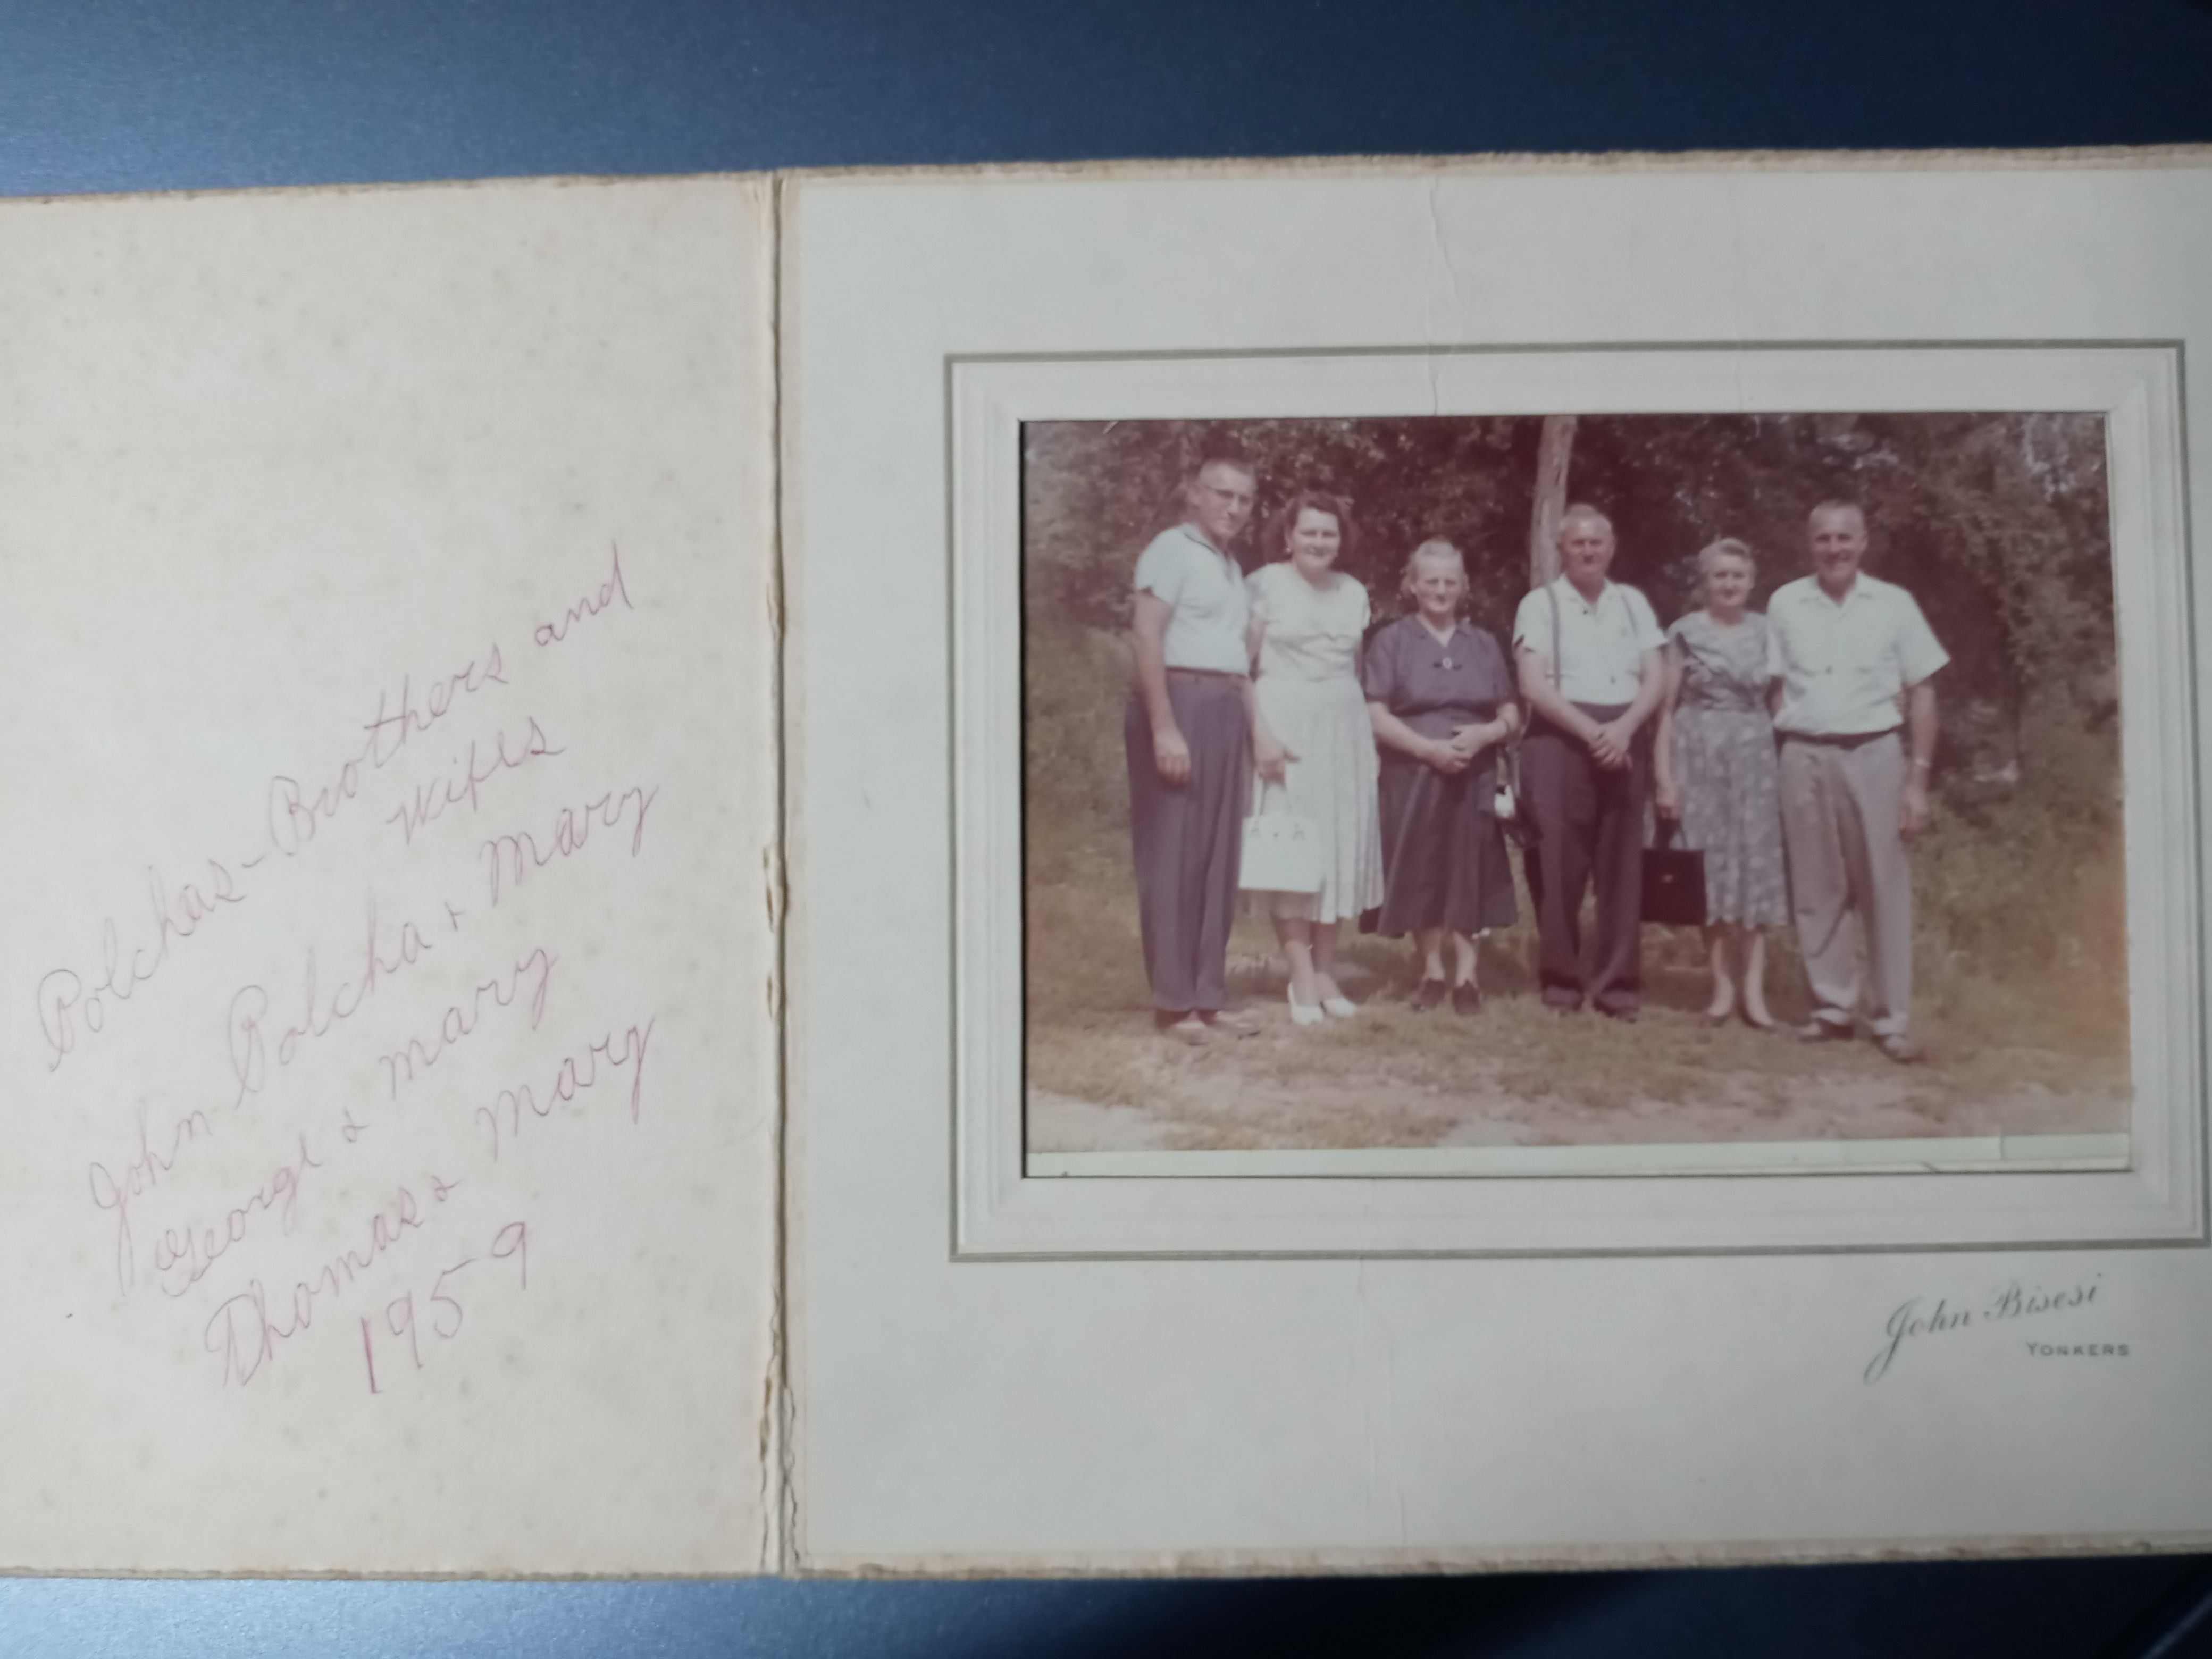 Polchas - Brothers and
Wifes
John Polcha + Mary
George & Mary
Thomas & Mary
1959
John Bisesi
YONKERS